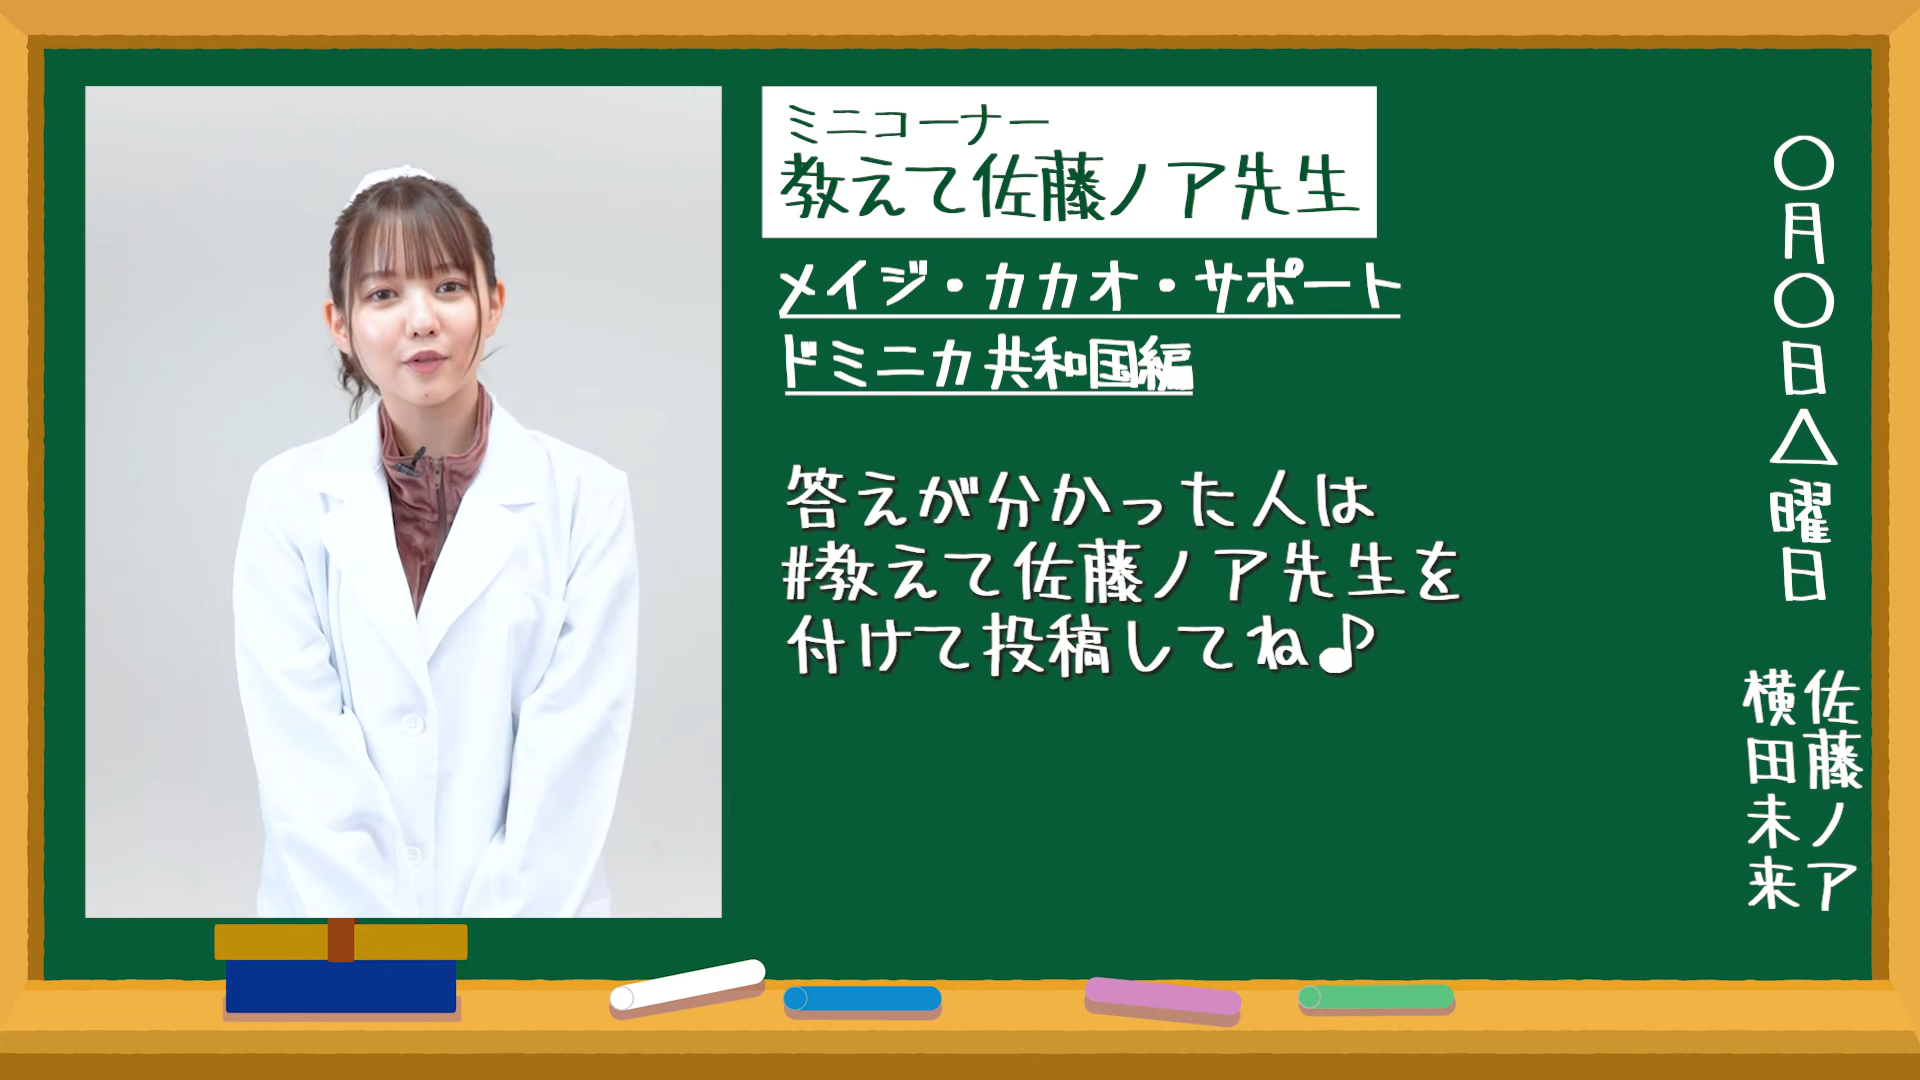 ミニコーナー
教えて佐藤ノア先生
メイジ・カカオ・サポート
ドミニカ共和国編
答えが分かった人は
#教えて佐藤ノア先生を
付けて投稿してね♪
〇月〇日△曜日
佐藤ノア
横田未来